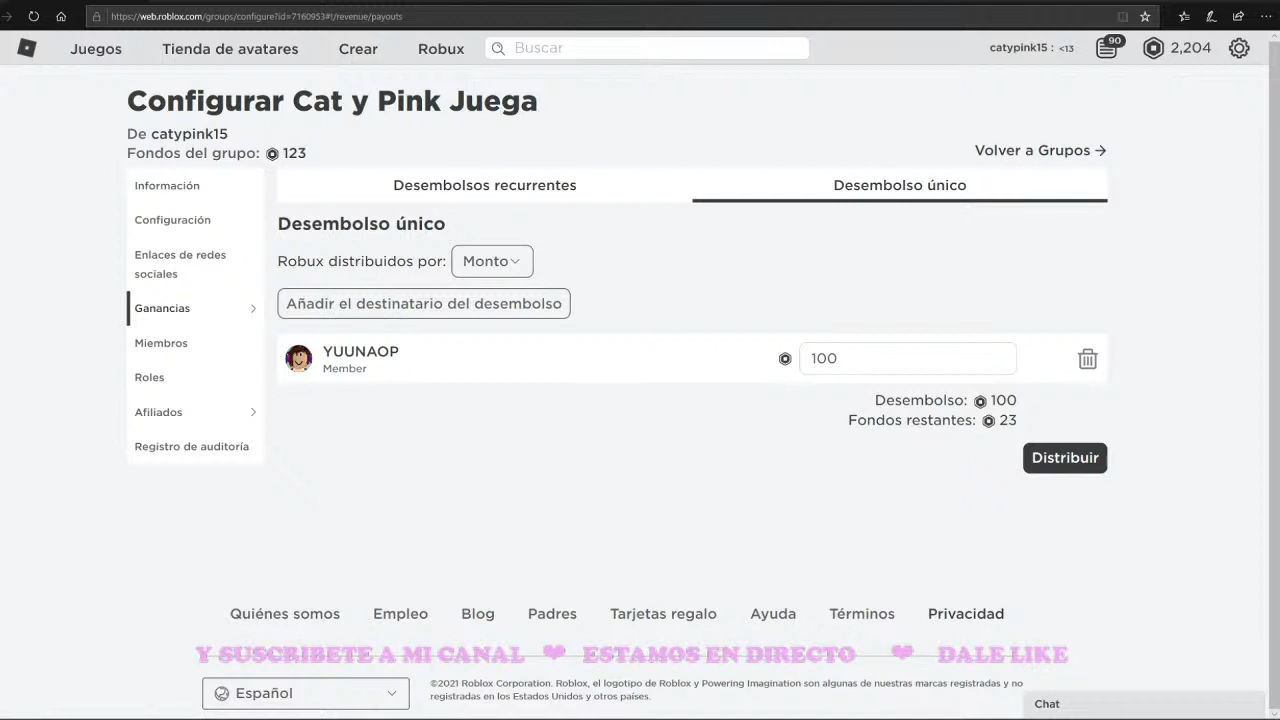 https://web.roblox.com/groups/configure?id=7160953#!/revenue/payouts
Juegos
Tienda de avatares
Crear
Robux
Buscar
catypink15 : <13
90
2,204
Configurar Cat y Pink Juega
De catypink15
Fondos del grupo: 123
Volver a Grupos →
Información
Configuración
Enlaces de redes
sociales
Ganancias
Miembros
Roles
Afiliados
Registro de auditoría
Desembolsos recurrentes
Desembolso único
Desembolso único
Robux distribuidos por: Monto
Añadir el destinatario del desembolso
YUUNAOP
Member
100
Desembolso: 100
Fondos restantes: 23
Distribuir
Quiénes somos
Empleo
Blog
Padres
Tarjetas regalo
Ayuda
Términos
Privacidad
Y SUSCRIBETE A MI CANAL ❤ ESTAMOS EN DIRECTO ❤ DALE LIKE
Español
©2021 Roblox Corporation. Roblox, el logotipo de Roblox y Powering Imagination son algunas de nuestras marcas registradas y no
registradas en los Estados Unidos y otros países.
Chat